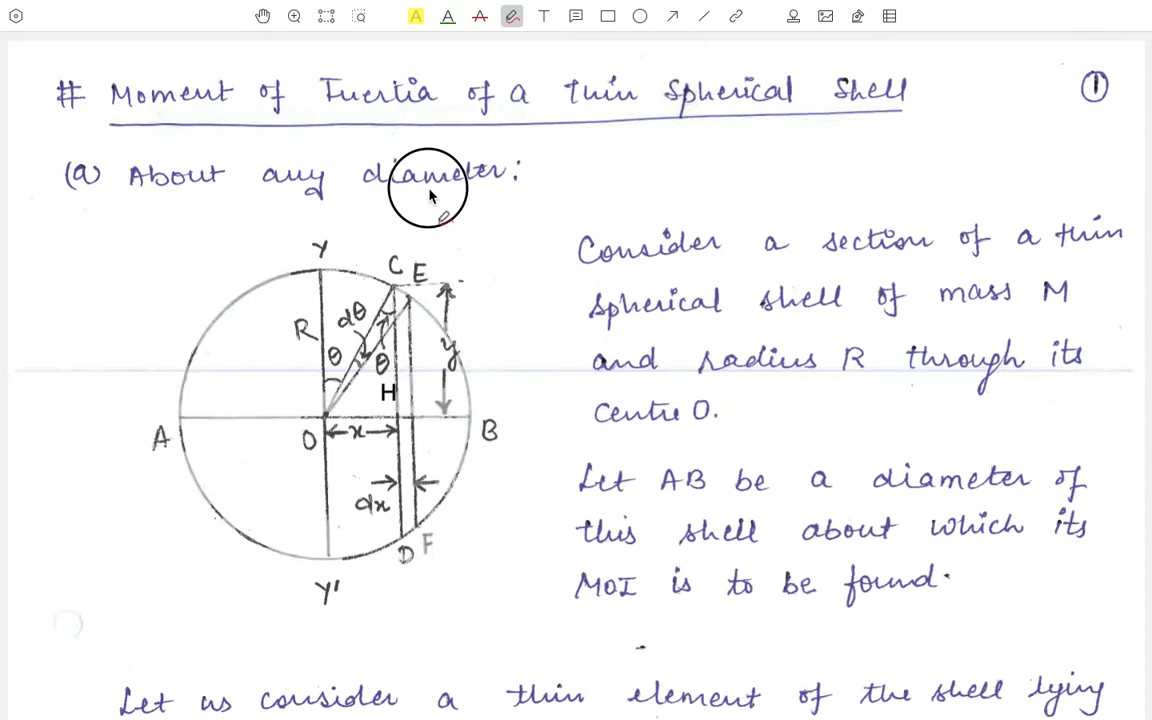 # Moment of Inertia of a thin Spherical Shell
①
(a) About any diameter:
Y
C E
R
dθ
θ
θ
y
H
A
O
x
B
dx
D F
Y'
Consider a section of a thin
spherical shell of mass M
and radius R through its
centre O.
Let AB be a diameter of
this shell about which its
MOI is to be found.
Let us consider a thin element of the shell lying